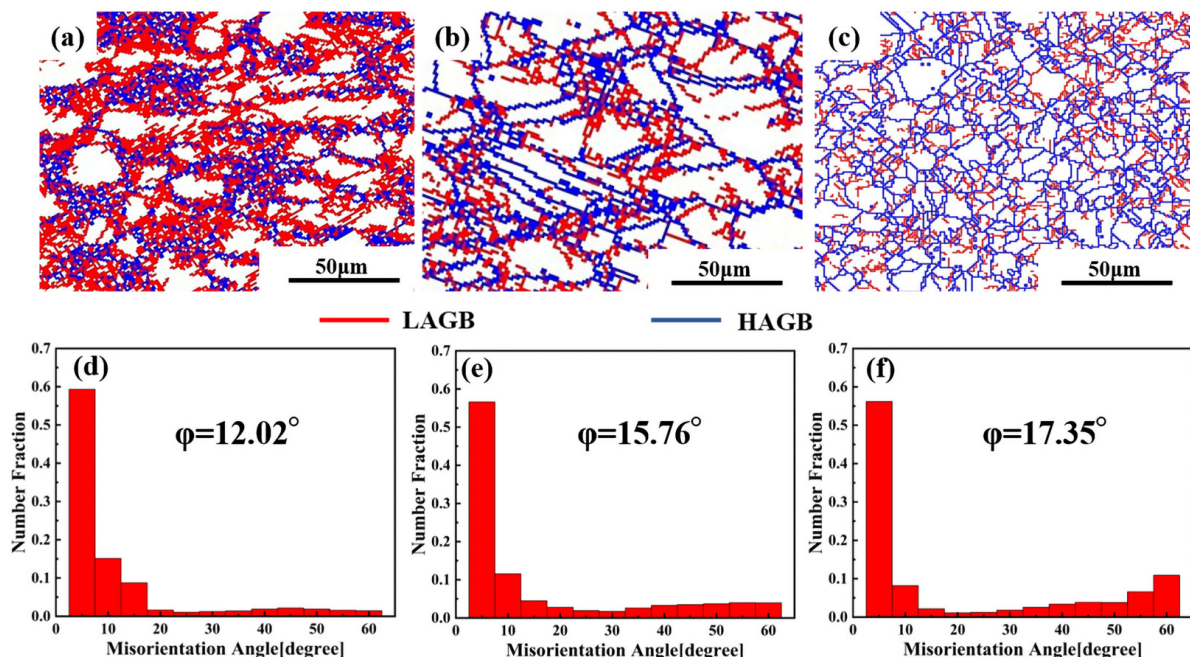 (a) (b) (c)
50μm 50μm 50μm
LAGB HAGB
(d) (e) (f)
φ=12.02° φ=15.76° φ=17.35°
Number Fraction Number Fraction Number Fraction
0.7 0.7 0.7
0.6 0.6 0.6
0.5 0.5 0.5
0.4 0.4 0.4
0.3 0.3 0.3
0.2 0.2 0.2
0.1 0.1 0.1
0.0 0.0 0.0
0 10 20 30 40 50 60 0 10 20 30 40 50 60 0 10 20 30 40 50 60
Misorientation Angle[degree] Misorientation Angle[degree] Misorientation Angle[degree]